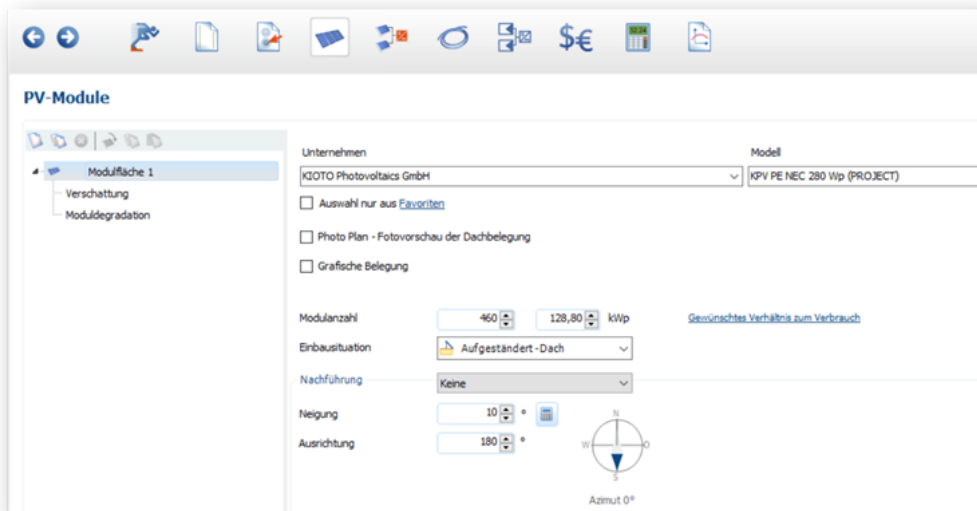 PV-Module
Modulfläche 1
Verschattung
Moduldegradation
Unternehmen
Modell
KIOTO Photovoltaics GmbH
KPV PE NEC 280 Wp (PROJECT)
Auswahl nur aus Favoriten
Photo Plan - Fotovorschau der Dachbelegung
Grafische Belegung
Modulanzahl 460 128,80 kWp Gewünschtes Verhältnis zum Verbrauch
Einbausituation Aufgeständert-Dach
Nachführung Keine
Neigung 10 °
Ausrichtung 180 °
N
W O
S
Azimut 0°